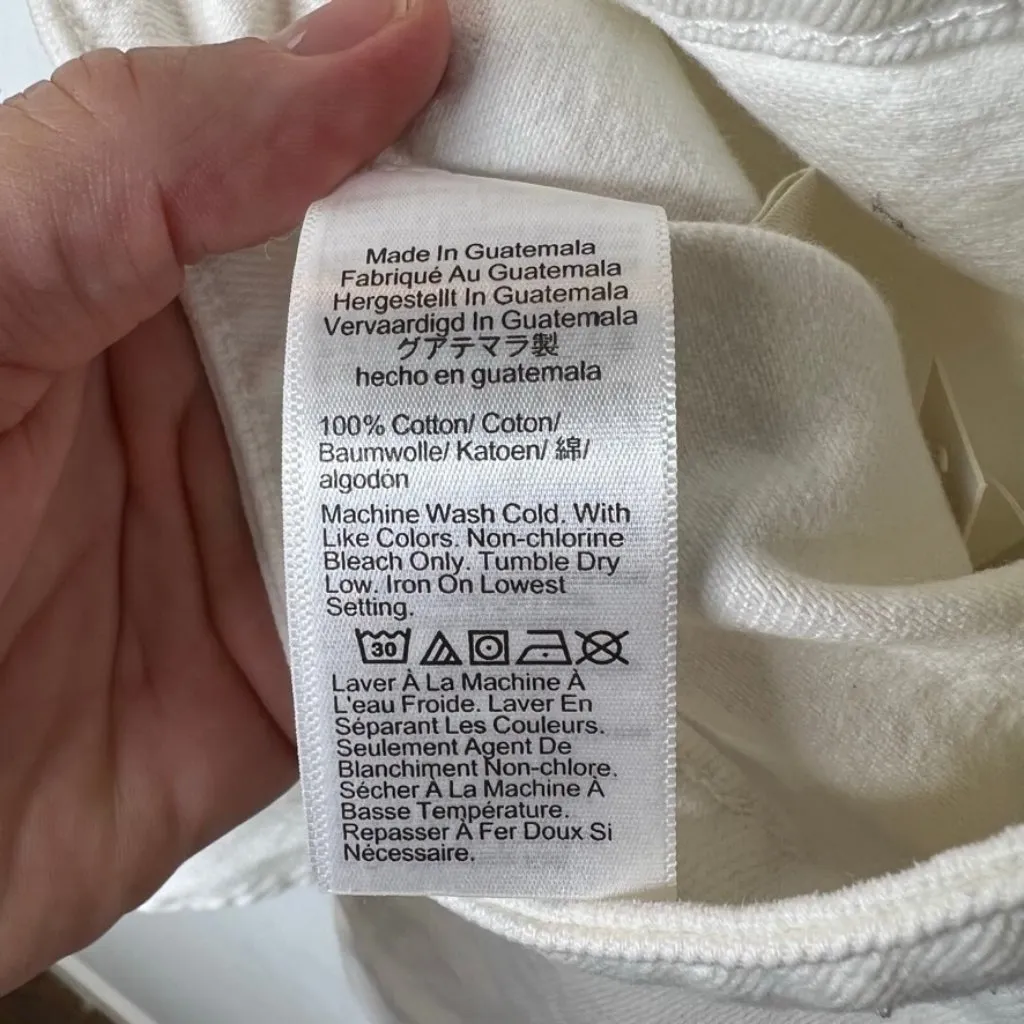 Made In Guatemala
Fabriqué Au Guatemala
Hergestellt In Guatemala
Vervaardigd In Guatemala
グアテマラ製
hecho en guatemala
100% Cotton/ Coton/
Baumwolle/ Katoen/ 綿/
algodón
Machine Wash Cold. With
Like Colors. Non-chlorine
Bleach Only. Tumble Dry
Low. Iron On Lowest
Setting.
30
Laver À La Machine À
L'eau Froide. Laver En
Séparant Les Couleurs.
Seulement Agent De
Blanchiment Non-chlore.
Sécher À La Machine À
Basse Température.
Repasser À Fer Doux Si
Nécessaire.